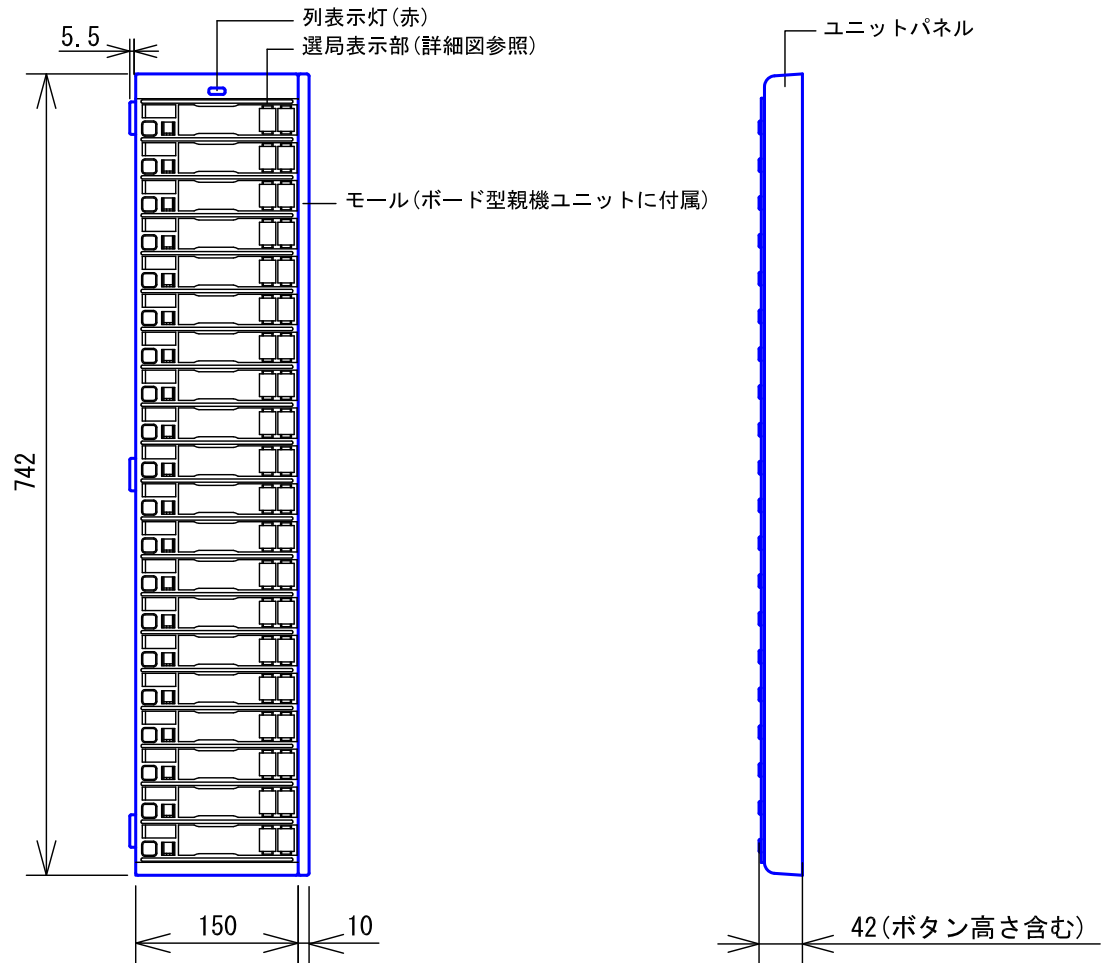 列表示灯(赤)
選局表示部(詳細図参照)
ユニットパネル
5.5
モール(ボード型親機ユニットに付属)
742
150
10
42(ボタン高さ含む)